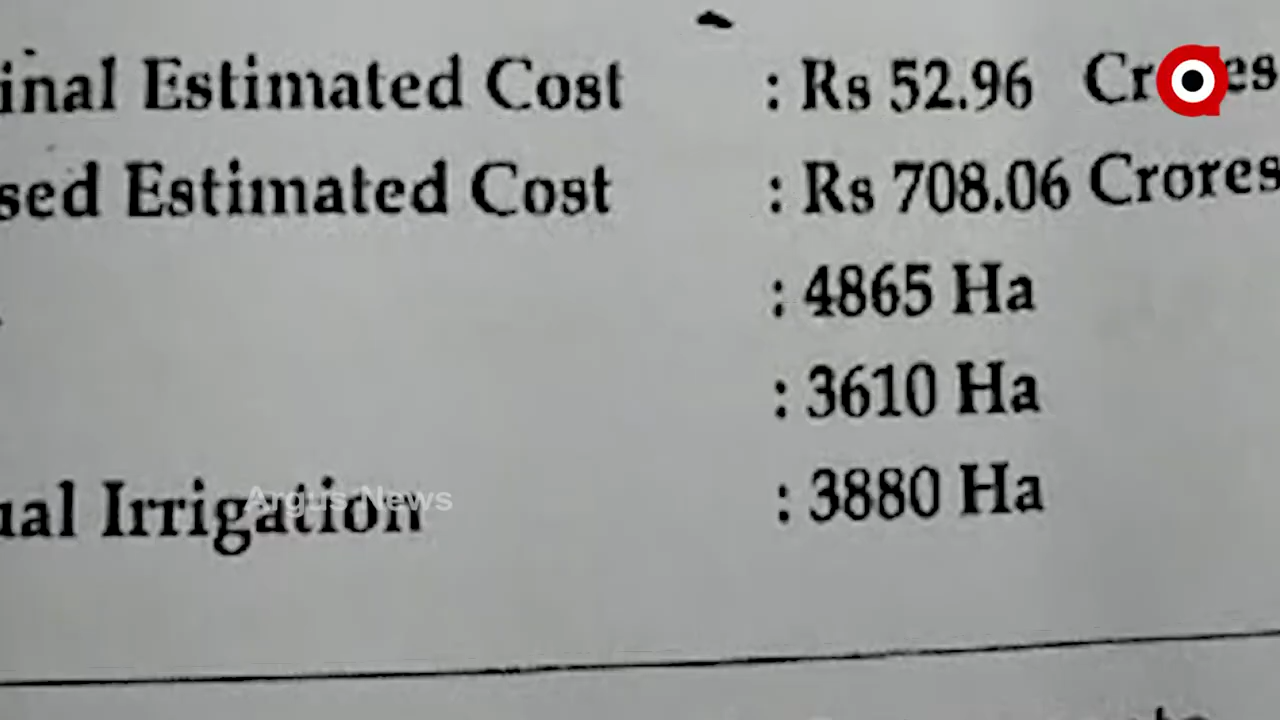 inal Estimated Cost : Rs 52.96 Cr es
sed Estimated Cost : Rs 708.06 Crores
: 4865 Ha
: 3610 Ha
ual Irrigation : 3880 Ha
Argus News